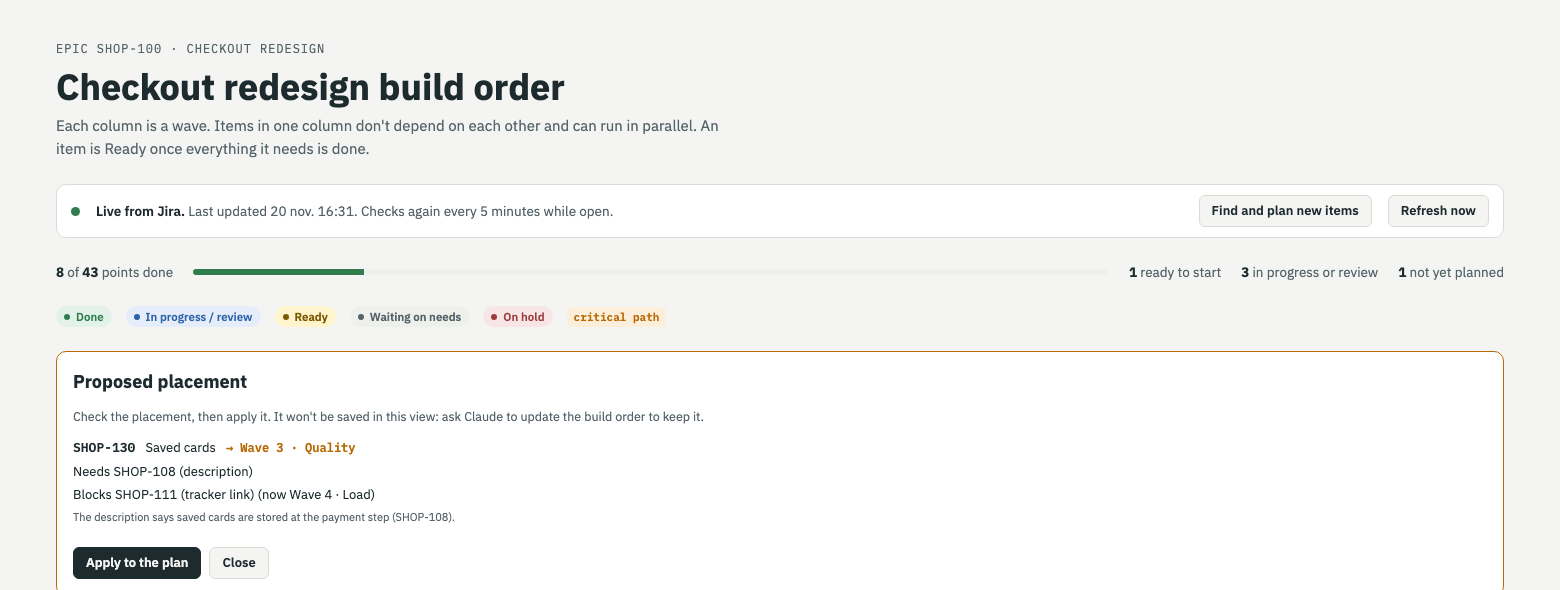 EPIC SHOP-100 · CHECKOUT REDESIGN
Checkout redesign build order
Each column is a wave. Items in one column don't depend on each other and can run in parallel. An
item is Ready once everything it needs is done.
Live from Jira. Last updated 20 nov. 16:31. Checks again every 5 minutes while open.
Find and plan new items
Refresh now
8 of 43 points done
1 ready to start
3 in progress or review
1 not yet planned
Done
In progress / review
Ready
Waiting on needs
On hold
critical path
Proposed placement
Check the placement, then apply it. It won't be saved in this view: ask Claude to update the build order to keep it.
SHOP-130 Saved cards → Wave 3 · Quality
Needs SHOP-108 (description)
Blocks SHOP-111 (tracker link) (now Wave 4 · Load)
The description says saved cards are stored at the payment step (SHOP-108).
Apply to the plan
Close